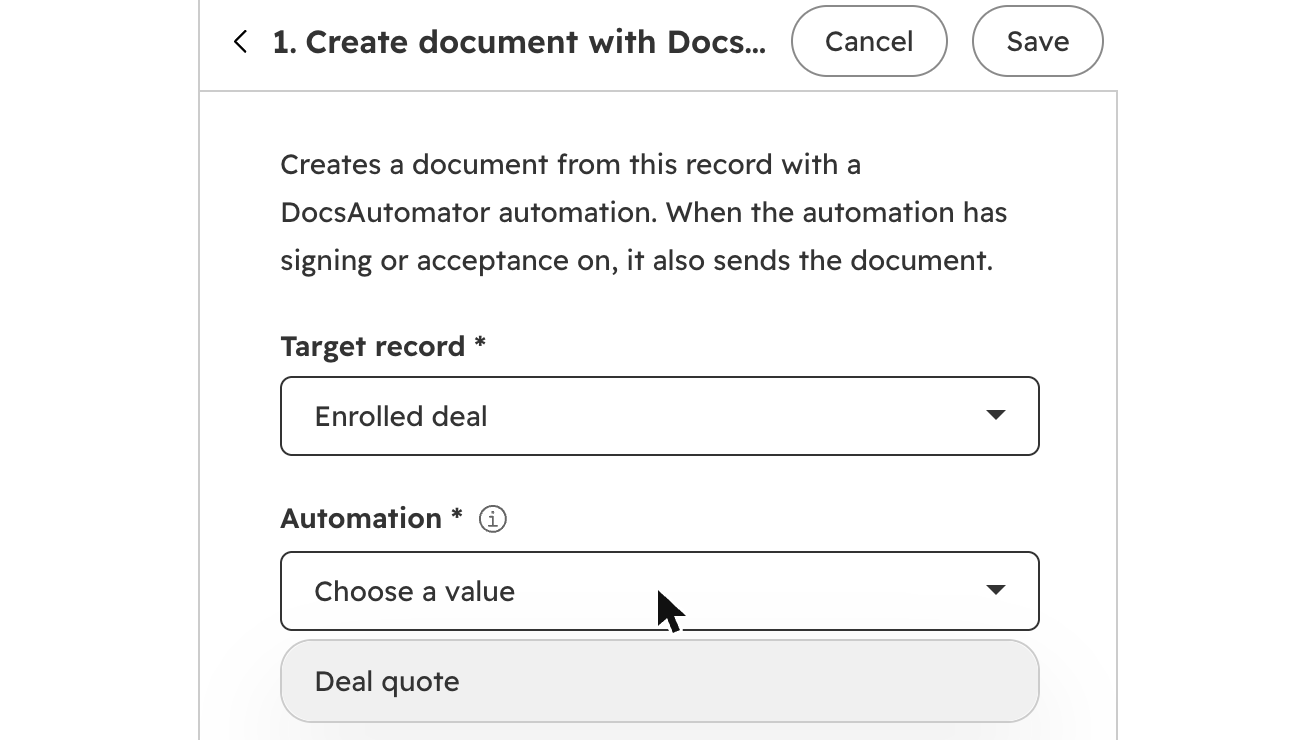 1. Create document with Docs...
Cancel
Save
Creates a document from this record with a
DocsAutomator automation. When the automation has
signing or acceptance on, it also sends the document.
Target record *
Enrolled deal
Automation *
Choose a value
Deal quote